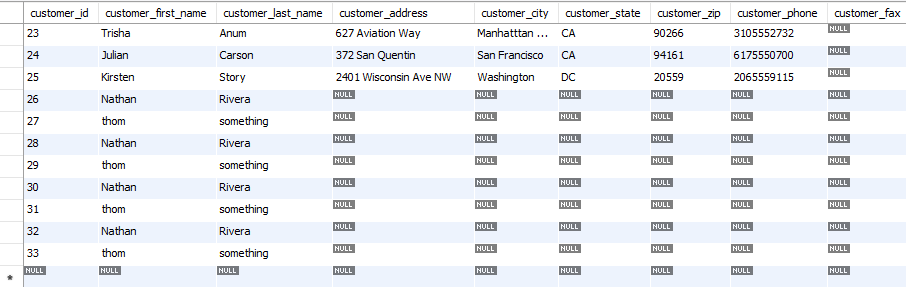 customer_id customer_first_name customer_last_name customer_address customer_city customer_state customer_zip customer_phone customer_fax
23 Trisha Anum 627 Aviation Way Manhatttan ... CA 90266 3105552732 NULL
24 Julian Carson 372 San Quentin San Francisco CA 94161 6175550700 NULL
25 Kirsten Story 2401 Wisconsin Ave NW Washington DC 20559 2065559115 NULL
26 Nathan Rivera NULL NULL NULL NULL NULL NULL
27 thom something NULL NULL NULL NULL NULL NULL
28 Nathan Rivera NULL NULL NULL NULL NULL NULL
29 thom something NULL NULL NULL NULL NULL NULL
30 Nathan Rivera NULL NULL NULL NULL NULL NULL
31 thom something NULL NULL NULL NULL NULL NULL
32 Nathan Rivera NULL NULL NULL NULL NULL NULL
33 thom something NULL NULL NULL NULL NULL NULL
* NULL NULL NULL NULL NULL NULL NULL NULL NULL